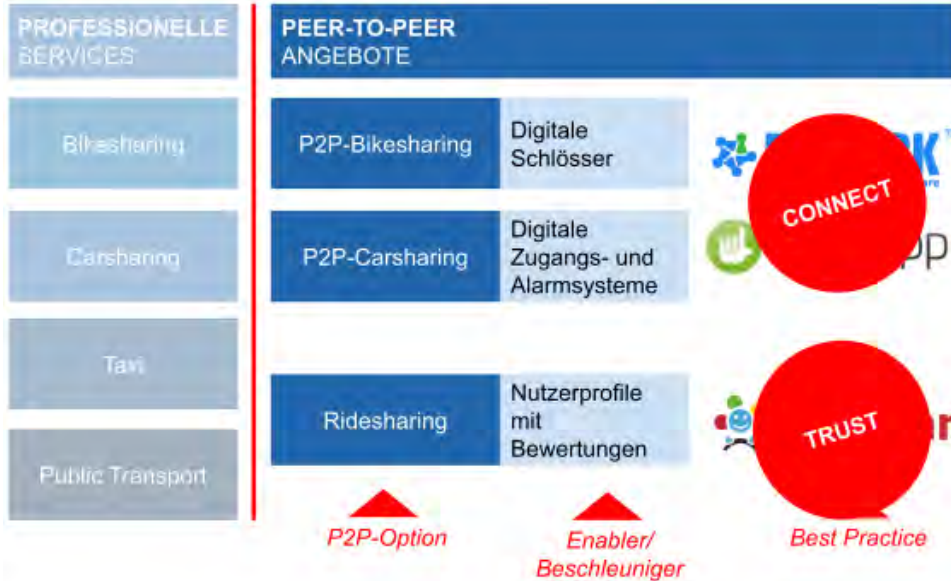 PROFESSIONELLE
SERVICES
PEER-TO-PEER
ANGEBOTE
Bikesharing
P2P-Bikesharing
Digitale
Schlösser
CONNECT
Carsharing
P2P-Carsharing
Digitale
Zugangs- und
Alarmsysteme
Taxi
Public Transport
Ridesharing
Nutzerprofile
mit
Bewertungen
TRUST
P2P-Option
Enabler/
Beschleuniger
Best Practice